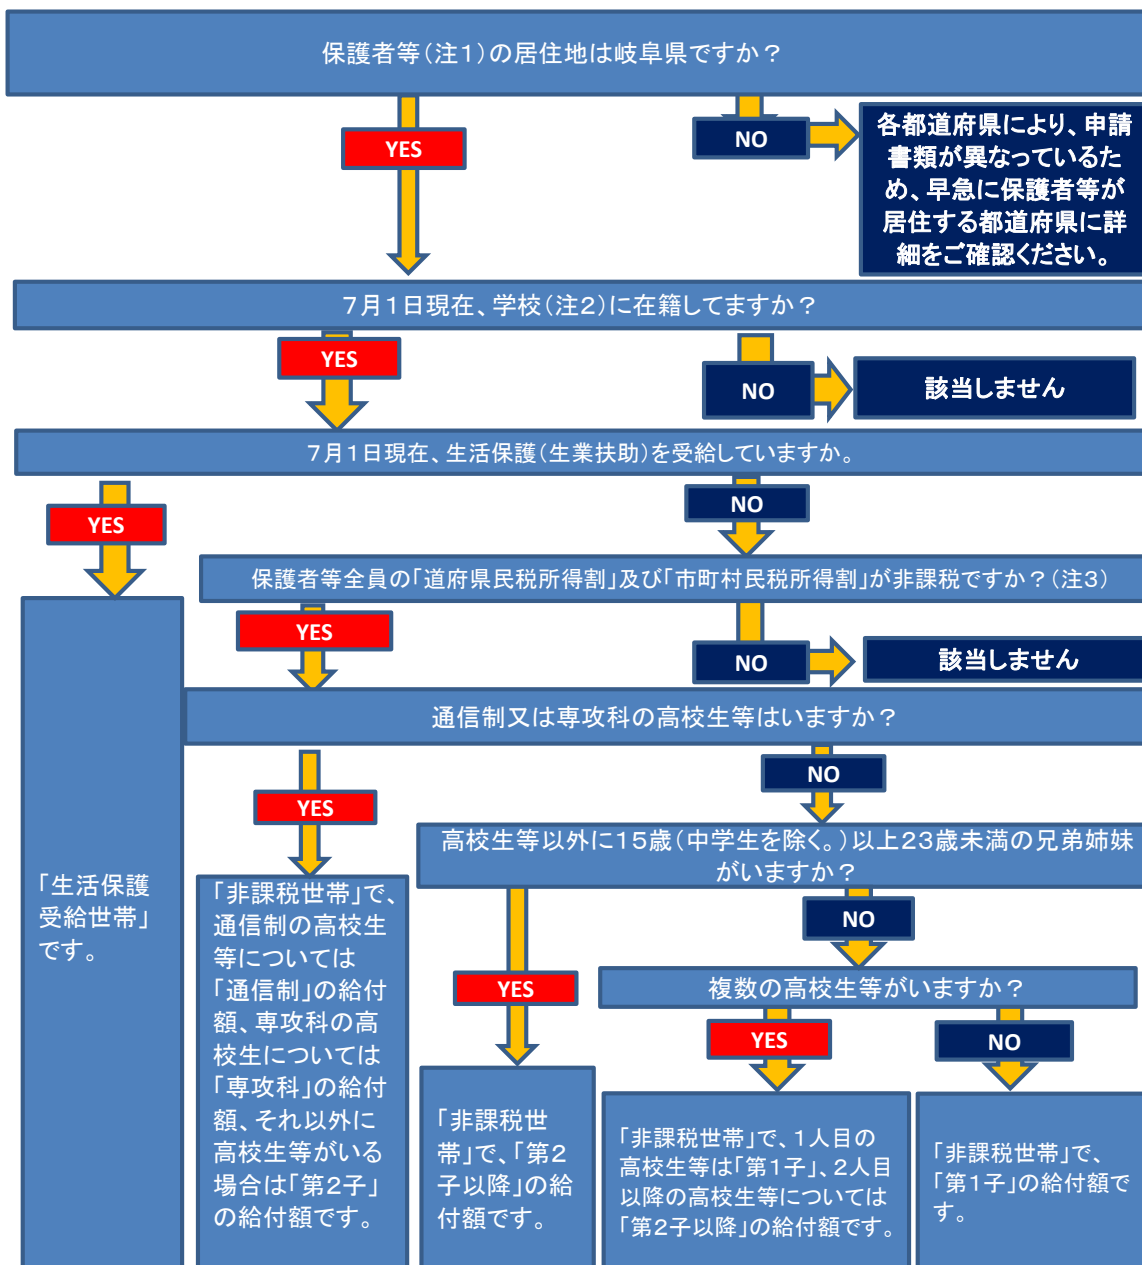 保護者等(注1)の居住地は岐阜県ですか?
YES
NO
各都道府県により、申請
書類が異なっているた
め、早急に保護者等が
居住する都道府県に詳
細をご確認ください。
7月1日現在、学校(注2)に在籍してますか?
YES
NO
該当しません
7月1日現在、生活保護(生業扶助)を受給していますか。
YES
NO
保護者等全員の「道府県民税所得割」及び「市町村民税所得割」が非課税ですか?(注3)
YES
NO
該当しません
通信制又は専攻科の高校生等はいますか?
YES
NO
高校生等以外に15歳(中学生を除く。)以上23歳未満の兄弟姉妹
がいますか?
YES
NO
複数の高校生等がいますか?
YES
NO
「生活保護
受給世帯」
です。
「非課税世帯」で、
通信制の高校生
等については
「通信制」の給付
額、専攻科の高
校生については
「専攻科」の給付
額、それ以外に
高校生等がいる
場合は「第2子」
の給付額です。
「非課税世
帯」で、「第2
子以降」の給
付額です。
「非課税世帯」で、1人目の
高校生等は「第1子」、2人目
以降の高校生等については
「第2子以降」の給付額です。
「非課税世帯」で、
「第1子」の給付額で
す。